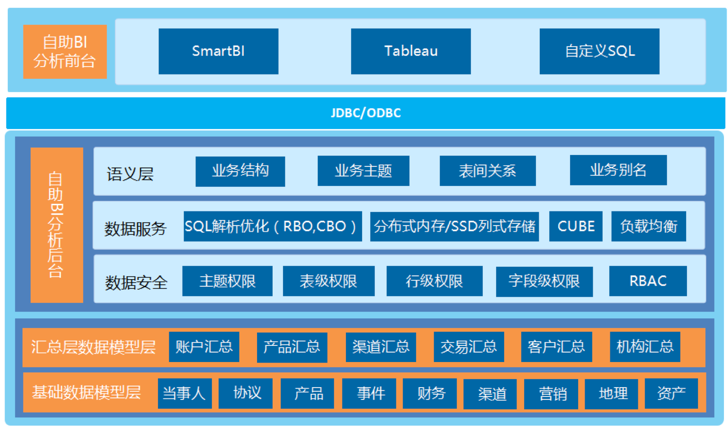 自助BI
分析前台
SmartBI
Tableau
自定义SQL
JDBC/ODBC
自助BI分析后台
语义层
业务结构
业务主题
表间关系
业务别名
数据服务
SQL解析优化（RBO,CBO）
分布式内存/SSD列式存储
CUBE
负载均衡
数据安全
主题权限
表级权限
行级权限
字段级权限
RBAC
汇总层数据模型层
账户汇总
产品汇总
渠道汇总
交易汇总
客户汇总
机构汇总
基础数据模型层
当事人
协议
产品
事件
财务
渠道
营销
地理
资产